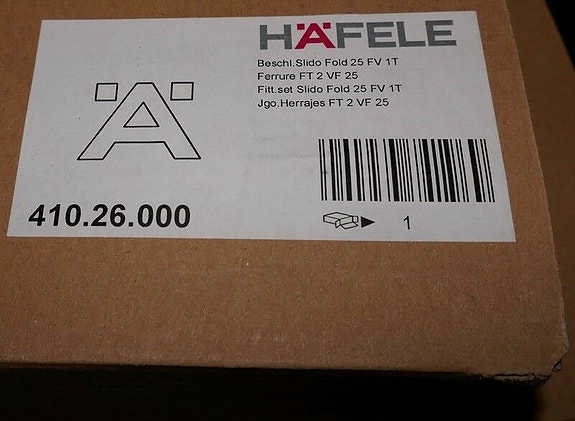 HÄFELE
Beschl.Slido Fold 25 FV 1T
Ferrure FT 2 VF 25
Fitt.set Slido Fold 25 FV 1T
Jgo.Herrajes FT 2 VF 25
Ä
410.26.000
1